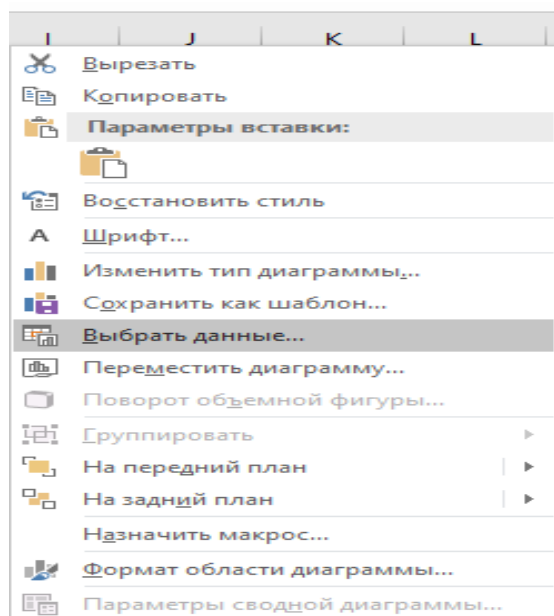 I J K L
Вырезать
Копировать
Параметры вставки:
Восстановить стиль
А Шрифт...
Изменить тип диаграммы...
Сохранить как шаблон...
Выбрать данные...
Переместить диаграмму...
Поворот объемной фигуры...
Группировать
На передний план
На задний план
Назначить макрос...
Формат области диаграммы...
Параметры сводной диаграммы...